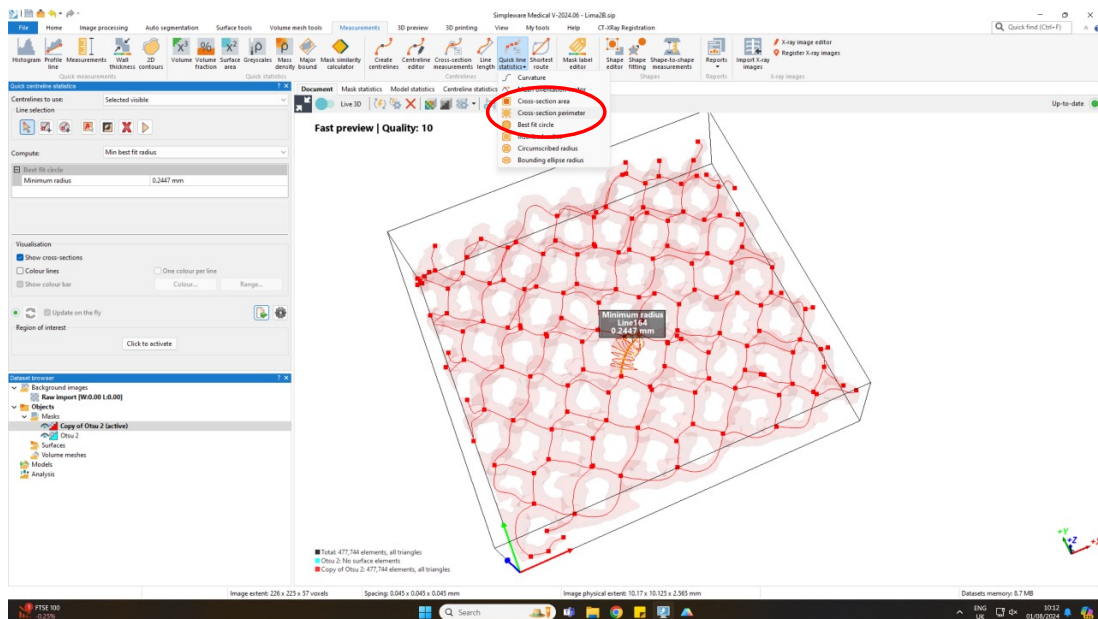 Simpleware Medical V-2024.06 - Lima2B.sip
File Home Image processing Auto segmentation Surface tools Volume mesh tools Measurements 3D preview 3D printing View My tools Help CT-XRay Registration
Quick find (Ctrl+F)
Histogram Profile line Measurements Wall thickness 2D contours Volume Volume fraction Surface area Greyscales Mass density Major bound Mask similarity calculator Create centrelines Centreline editor Cross-section measurements Line length Quick line statistics Shortest route Mask label editor Shape editor Shape fitting Shape-to-shape measurements Reports Import X-ray images
X-ray image editor
Register X-ray images
Quick measurements Quick statistics Centrelines Shapes Reports X-ray images
Curvature
Cross-section area
Cross-section perimeter
Best fit circle
Circumscribed radius
Bounding ellipse radius
Quick centreline statistics
Centrelines to use: Selected visible
Line selection
Compute: Min best fit radius
Best fit circle
Minimum radius 0.2447 mm
Visualisation
Show cross-sections
Colour lines One colour per line
Show colour bar Colour... Range...
Update on the fly
Region of interest
Click to activate
Dataset browser
Background images
Raw import [W:0.00 L:0.00]
Objects
Masks
Copy of Otsu 2 (active)
Otsu 2
Surfaces
Volume meshes
Models
Analysis
Document Mask statistics Model statistics Centreline statistics
Live 3D
Up-to-date
Fast preview | Quality: 10
Minimum radius
Line164
0.2447 mm
Total: 477,744 elements, all triangles
Otsu 2: No surface elements
Copy of Otsu 2: 477,744 elements, all triangles
+Y
+Z
+X
Image extent: 226 x 225 x 57 voxels Spacing: 0.045 x 0.045 x 0.045 mm Image physical extent: 10.17 x 10.125 x 2.565 mm Datasets memory: 8.7 MB
FTSE 100
-0.25%
Search
ENG
UK
10:12
01/08/2024